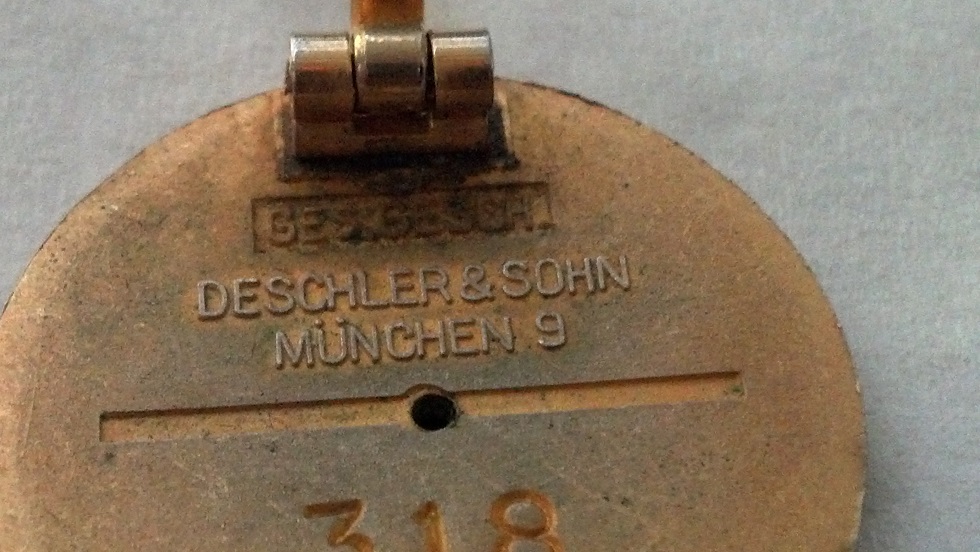 GES.GESCH.
DESCHLER & SOHN
MÜNCHEN 9
318